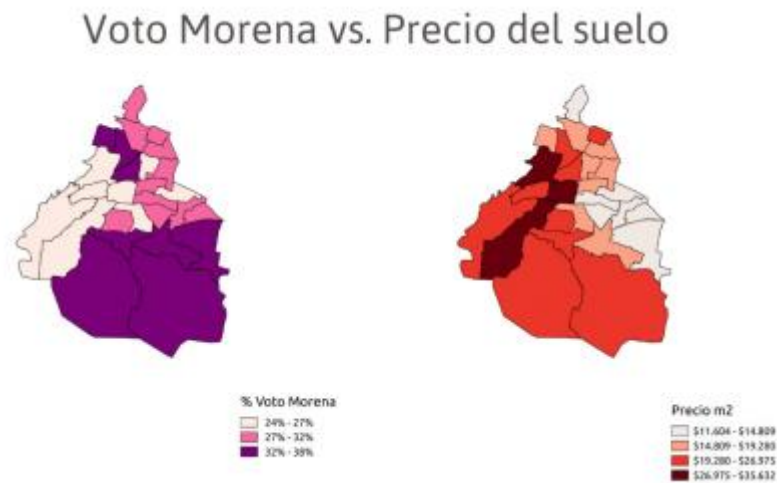 Voto Morena vs. Precio del suelo
% Voto Morena
24% - 27%
27% - 32%
32% - 38%
Precio m2
$11.604 - $14.809
$14.809 - $19.280
$19.280 - $26.975
$26.975 - $35.632